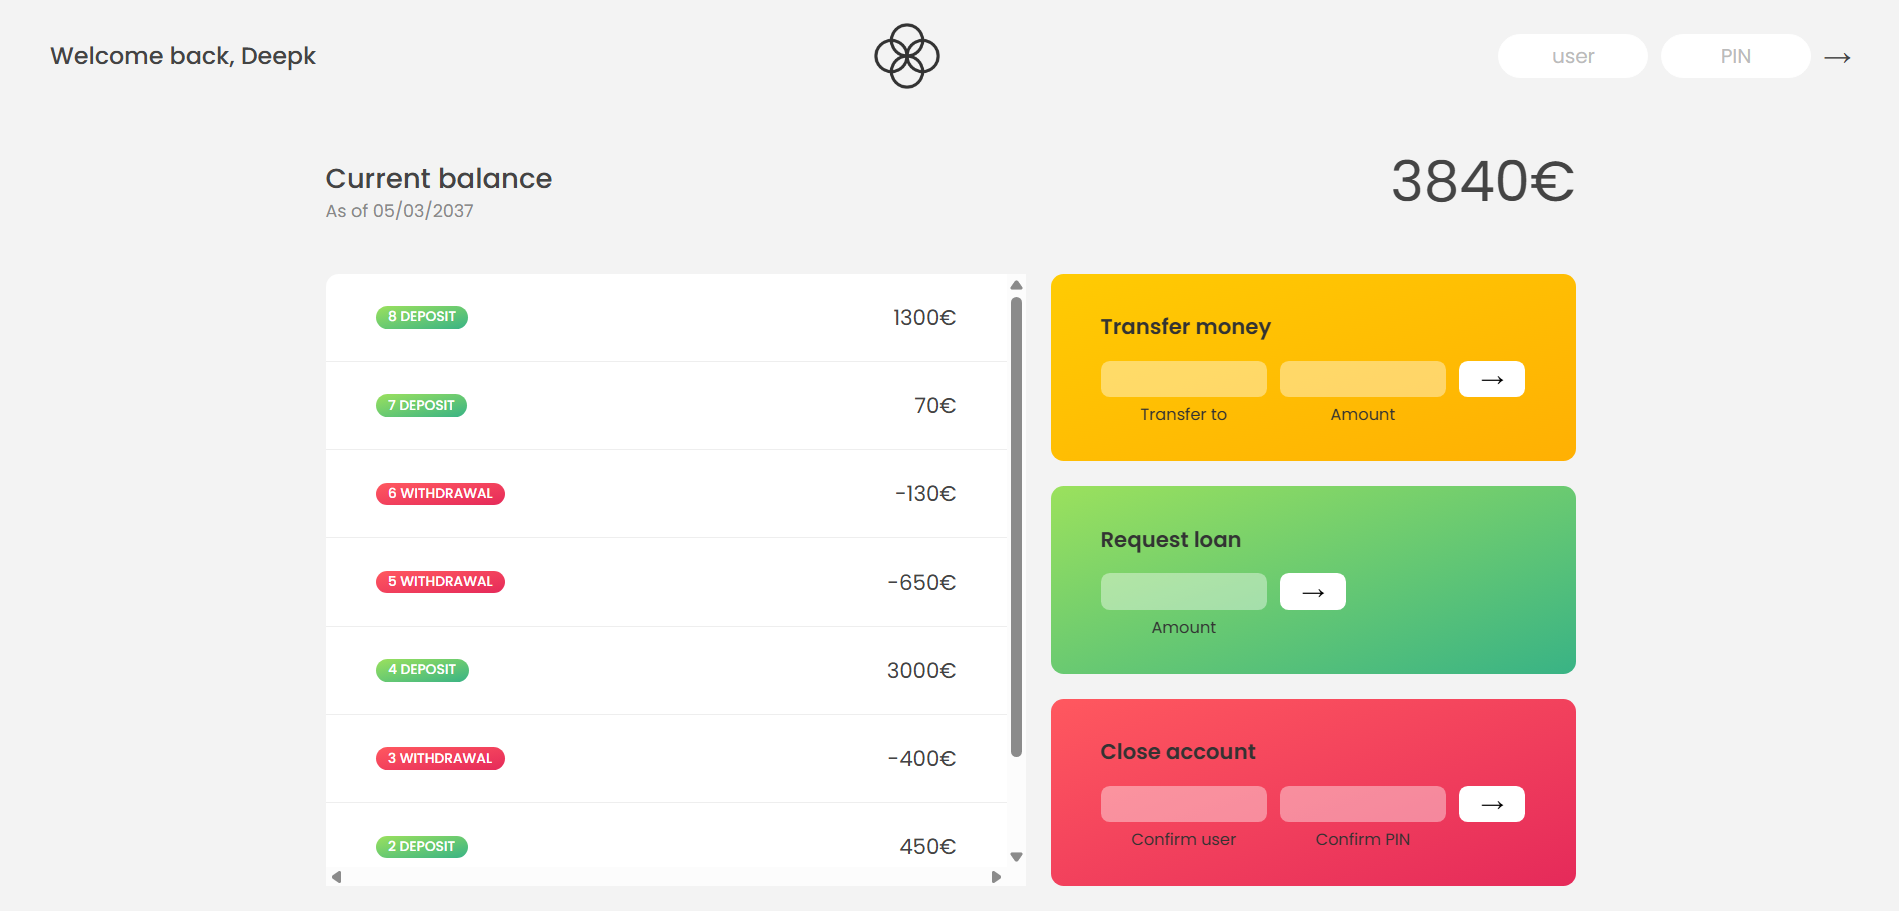 Welcome back, Deepk
user
PIN
→
Current balance
As of 05/03/2037
3840€
8 DEPOSIT
1300€
7 DEPOSIT
70€
6 WITHDRAWAL
-130€
5 WITHDRAWAL
-650€
4 DEPOSIT
3000€
3 WITHDRAWAL
-400€
2 DEPOSIT
450€
Transfer money
→
Transfer to
Amount
Request loan
→
Amount
Close account
→
Confirm user
Confirm PIN